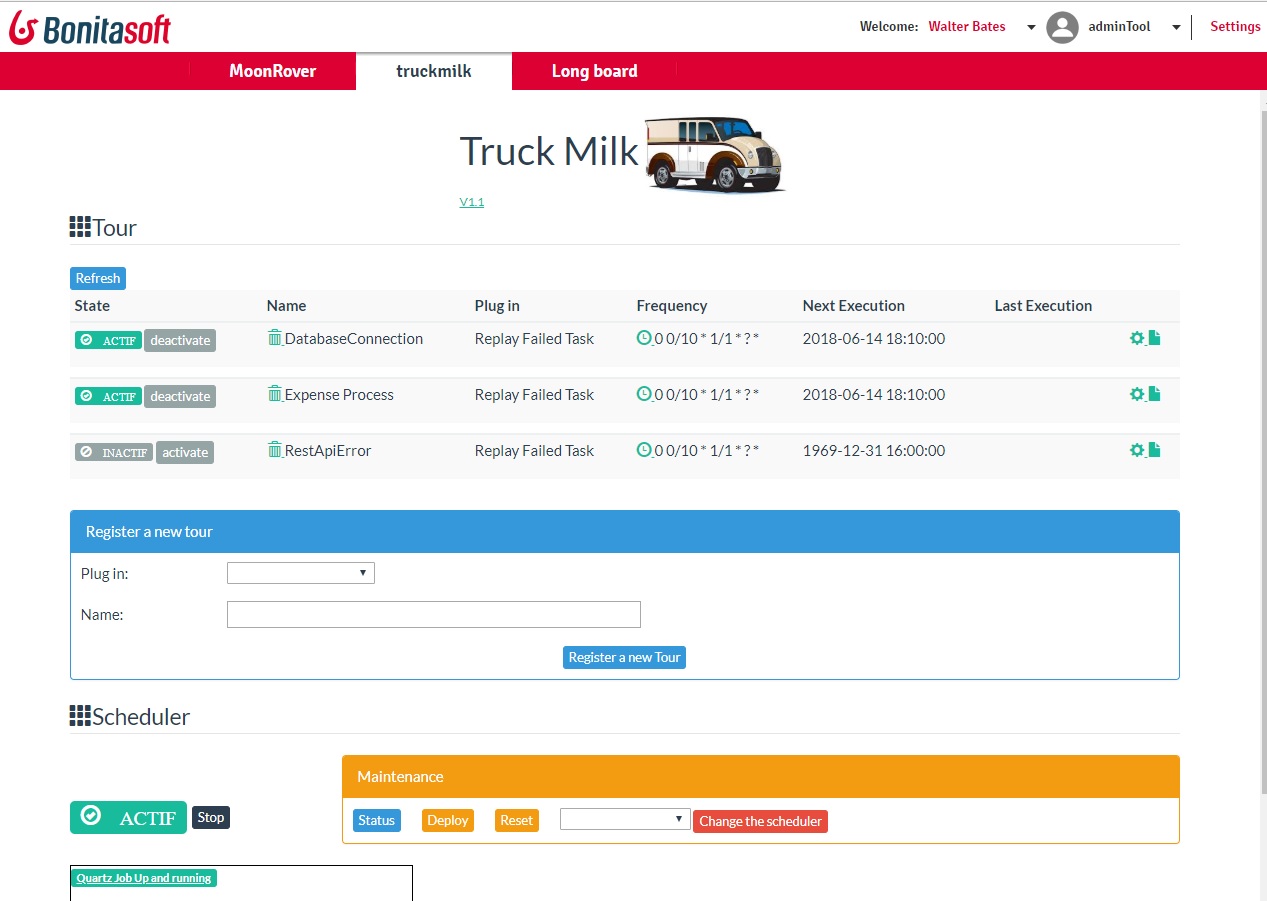 Bonitasoft Welcome: Walter Bates adminTool Settings
MoonRover truckmilk Long board
Truck Milk
V1.1
Tour
Refresh
State Name Plug in Frequency Next Execution Last Execution
ACTIF deactivate DatabaseConnection Replay Failed Task 0 0/10 * 1/1 * ? * 2018-06-14 18:10:00
ACTIF deactivate Expense Process Replay Failed Task 0 0/10 * 1/1 * ? * 2018-06-14 18:10:00
INACTIF activate RestApiError Replay Failed Task 0 0/10 * 1/1 * ? * 1969-12-31 16:00:00
Register a new tour
Plug in:
Name:
Register a new Tour
Scheduler
Maintenance
ACTIF Stop Status Deploy Reset Change the scheduler
Quartz Job Up and running